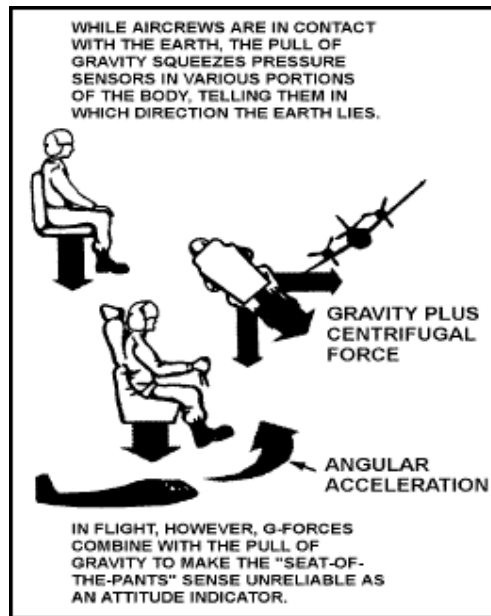 WHILE AIRCREWS ARE IN CONTACT
WITH THE EARTH, THE PULL OF
GRAVITY SQUEEZES PRESSURE
SENSORS IN VARIOUS PORTIONS
OF THE BODY, TELLING THEM IN
WHICH DIRECTION THE EARTH LIES.
GRAVITY PLUS
CENTRIFUGAL
FORCE
ANGULAR
ACCELERATION
IN FLIGHT, HOWEVER, G-FORCES
COMBINE WITH THE PULL OF
GRAVITY TO MAKE THE "SEAT-OF-
THE-PANTS" SENSE UNRELIABLE AS
AN ATTITUDE INDICATOR.